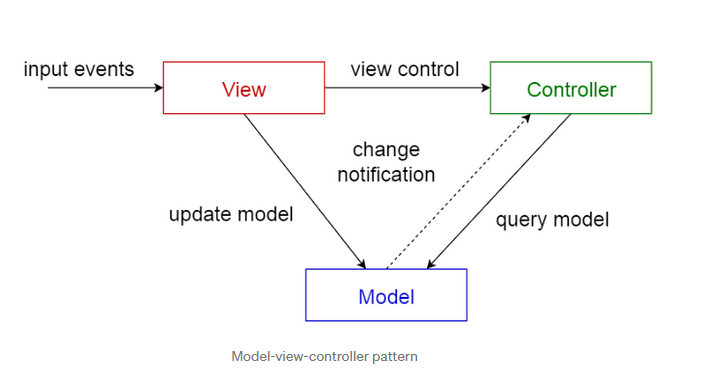 input events
View
view control
Controller
change
notification
update model
query model
Model
Model-view-controller pattern